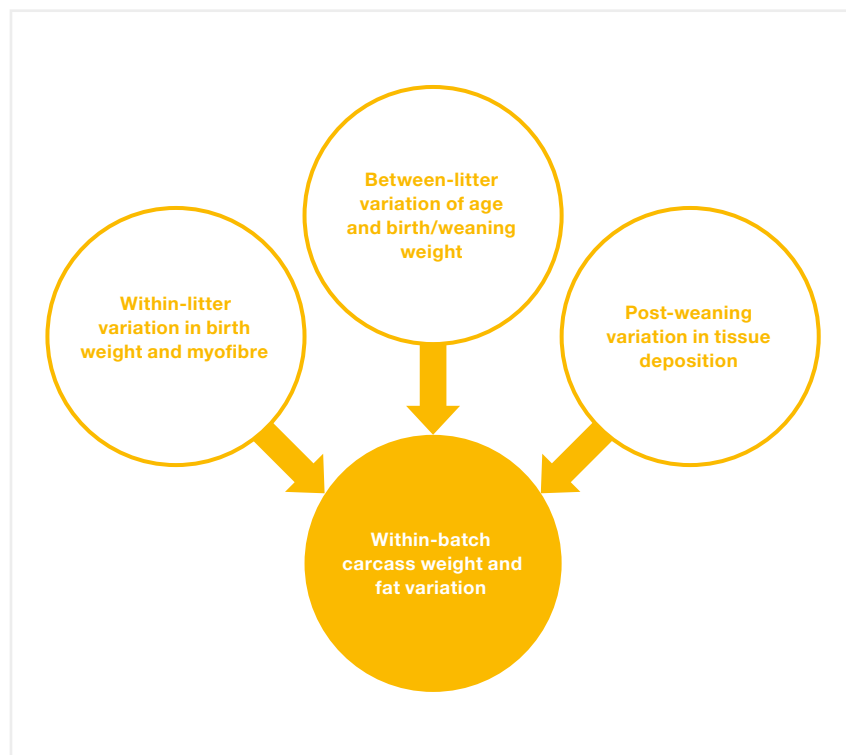 Between-litter
variation of age
and birth/weaning
weight
Within-litter
variation in birth
weight and myofibre
Post-weaning
variation in tissue
deposition
Within-batch
carcass weight and
fat variation